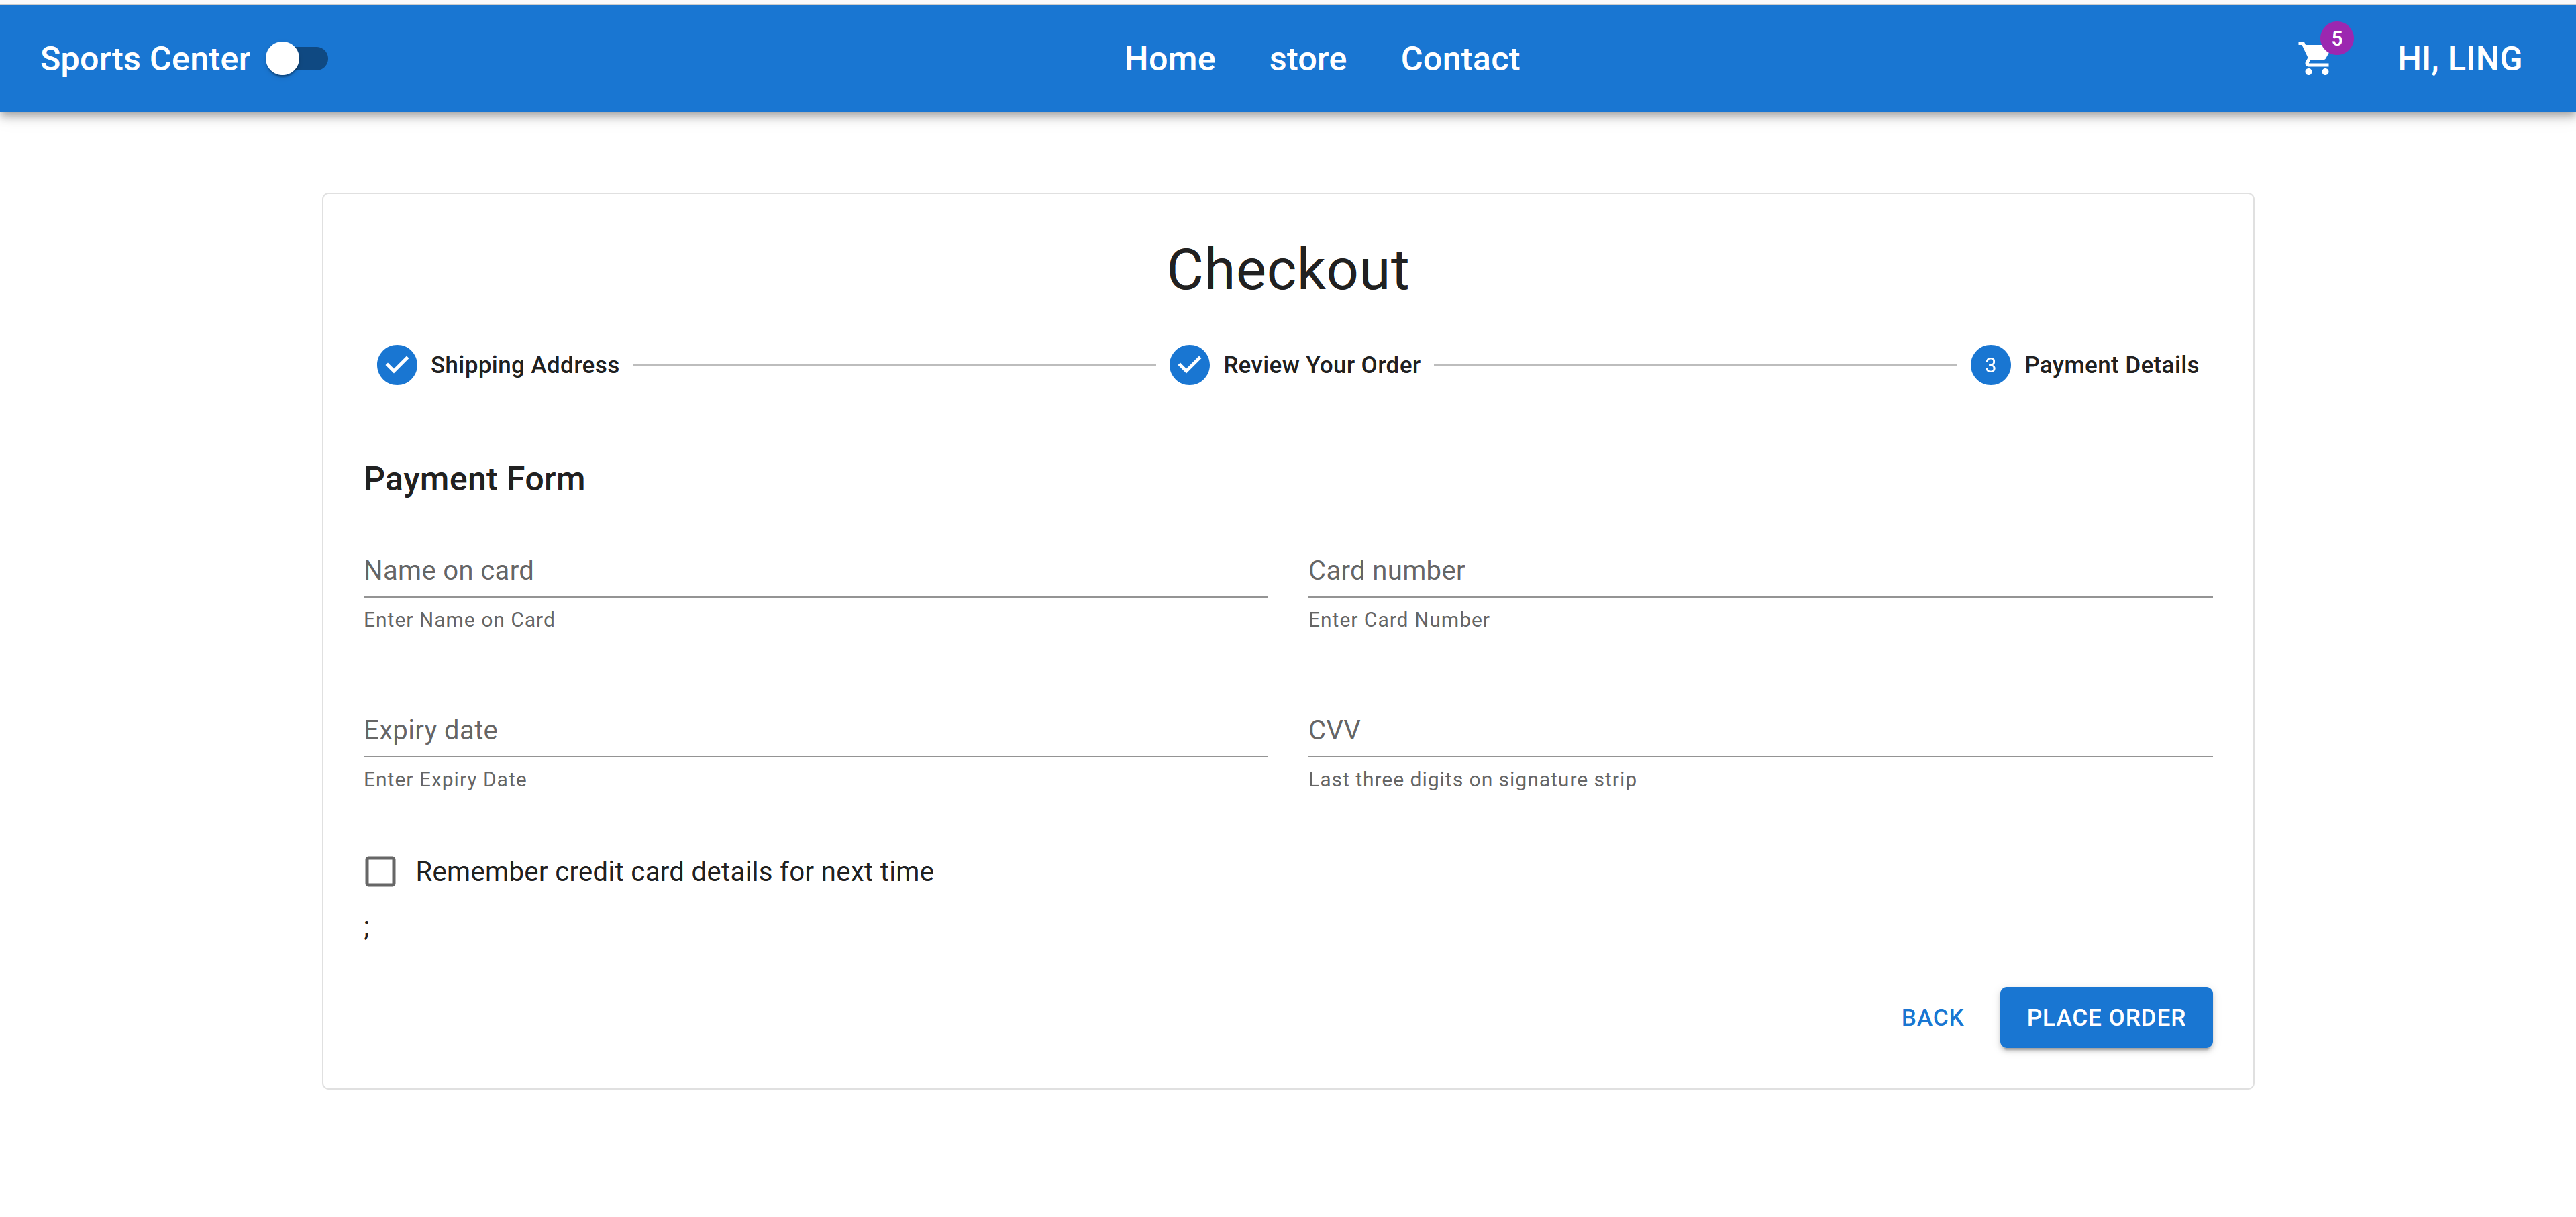 Sports Center Home store Contact 5 HI, LING
Checkout
Shipping Address Review Your Order 3 Payment Details
Payment Form
Name on card Card number
Enter Name on Card Enter Card Number
Expiry date CVV
Enter Expiry Date Last three digits on signature strip
Remember credit card details for next time
;
BACK PLACE ORDER